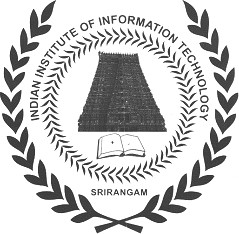 INDIAN INSTITUTE OF INFORMATION TECHNOLOGY
SRIRANGAM